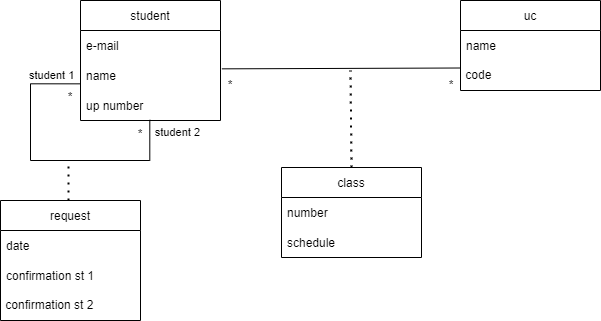 student
e-mail
name
up number
uc
name
code
student 1
*
*
student 2
*
*
class
number
schedule
request
date
confirmation st 1
confirmation st 2